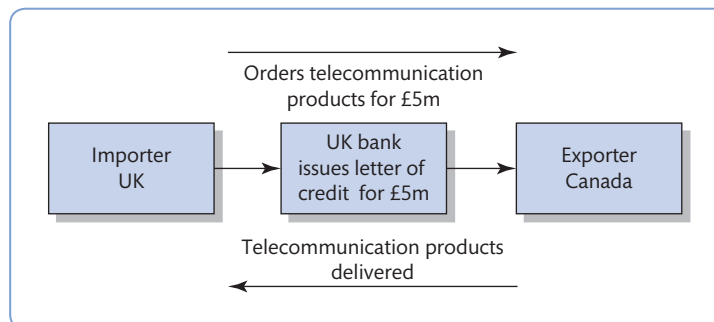 Orders telecommunication
products for £5m
Importer
UK
UK bank
issues letter of
credit for £5m
Exporter
Canada
Telecommunication products
delivered